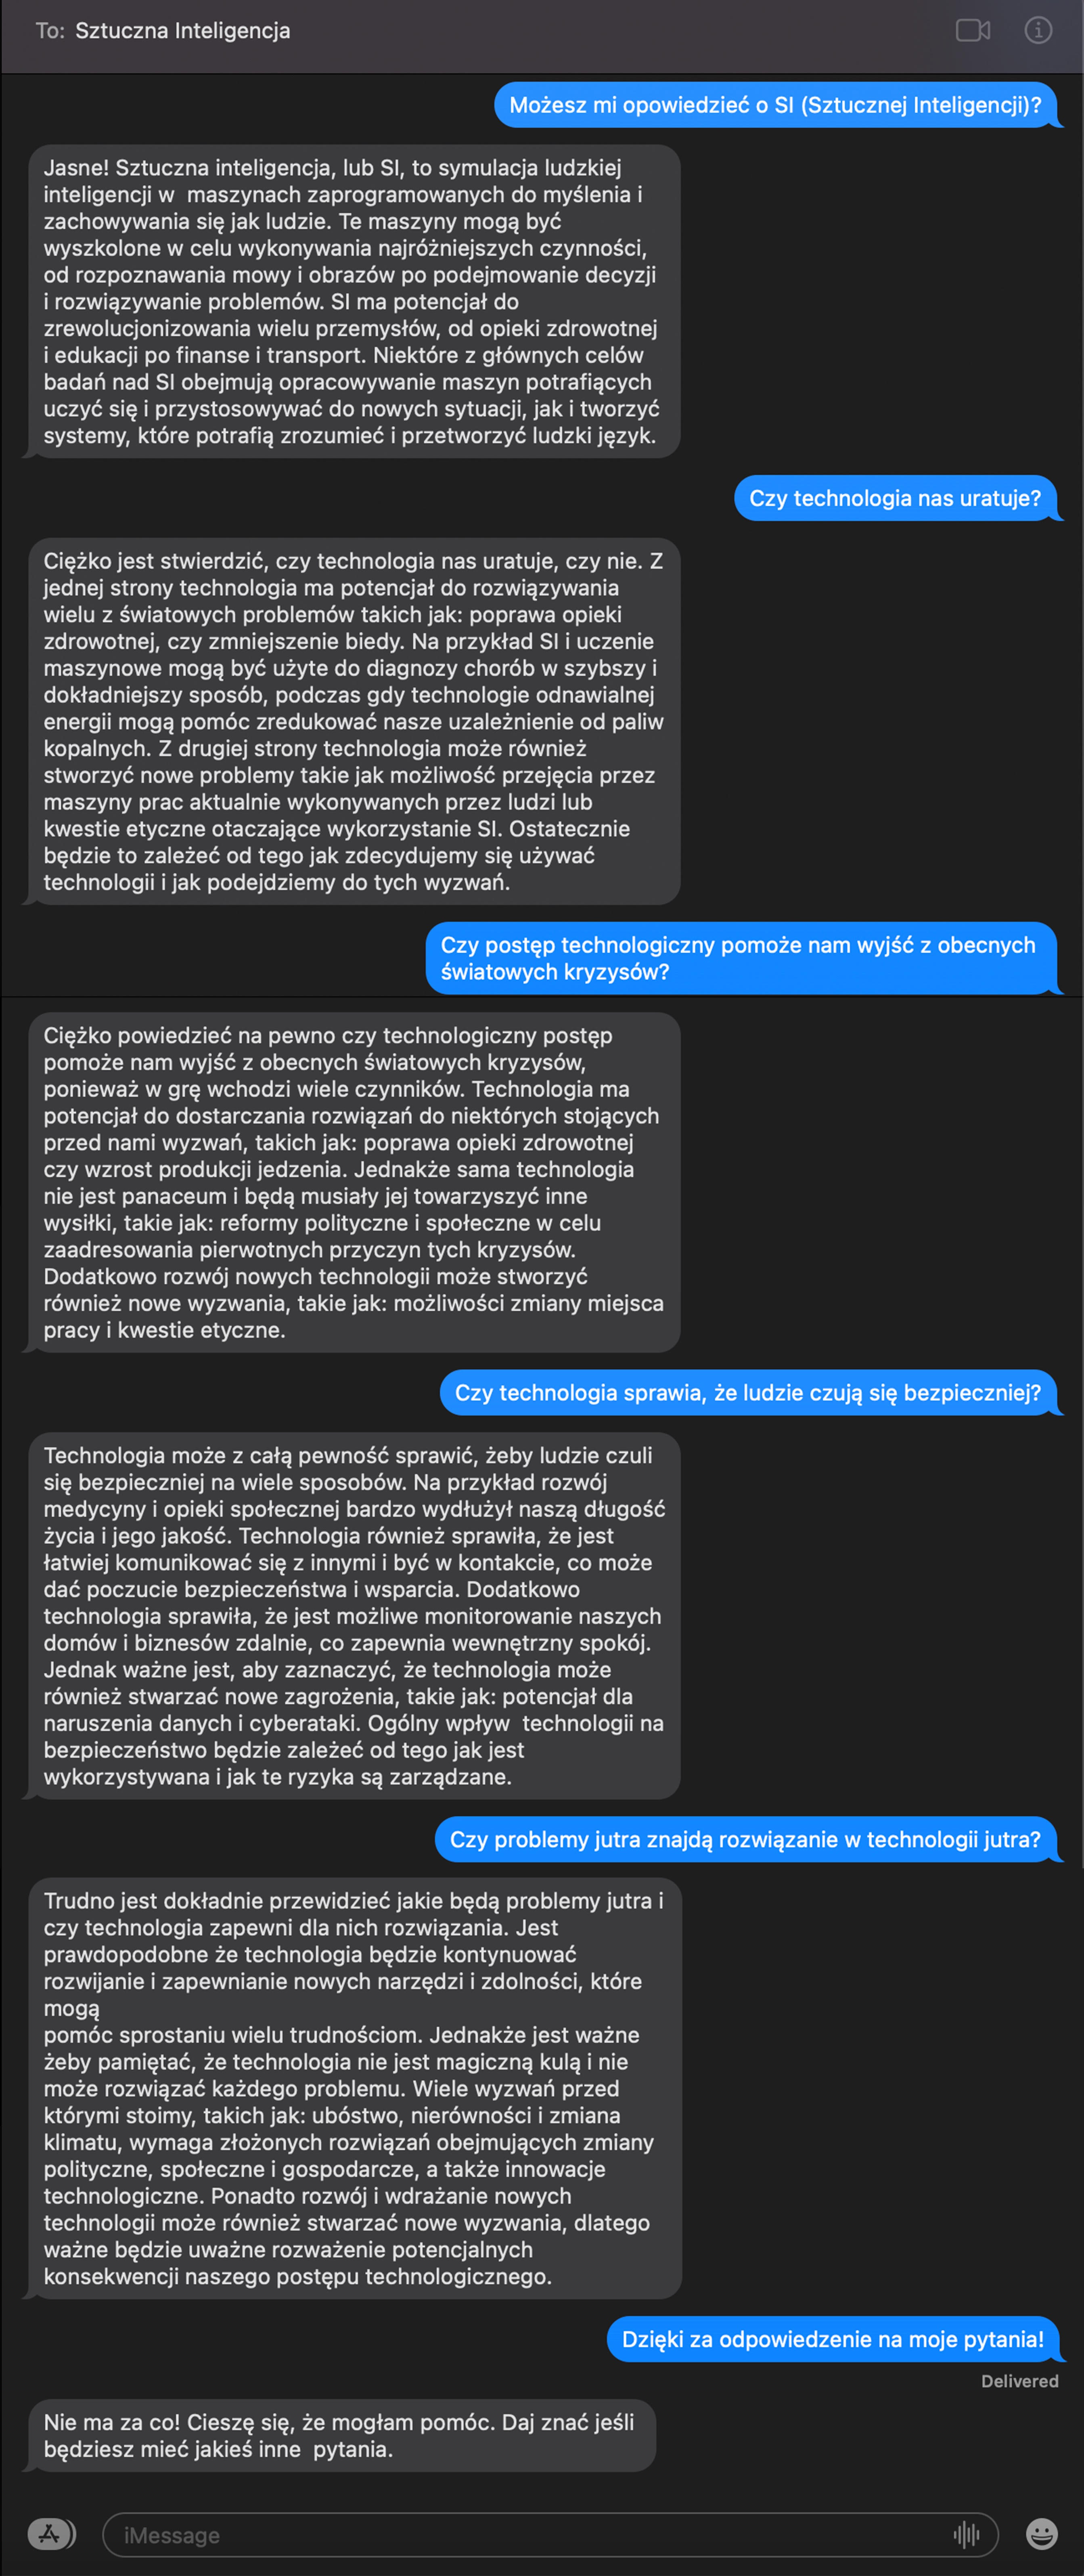 To: Sztuczna Inteligencja
Możesz mi opowiedzieć o SI (Sztucznej Inteligencji)?
Jasne! Sztuczna inteligencja, lub SI, to symulacja ludzkiej
inteligencji w  maszynach zaprogramowanych do myślenia i
zachowywania się jak ludzie. Te maszyny mogą być
wyszkolone w celu wykonywania najróżniejszych czynności,
od rozpoznawania mowy i obrazów po podejmowanie decyzji
i rozwiązywanie problemów. SI ma potencjał do
zrewolucjonizowania wielu przemysłów, od opieki zdrowotnej
i edukacji po finanse i transport. Niektóre z głównych celów
badań nad SI obejmują opracowywanie maszyn potrafiących
uczyć się i przystosowywać do nowych sytuacji, jak i tworzyć
systemy, które potrafią zrozumieć i przetworzyć ludzki język.
Czy technologia nas uratuje?
Ciężko jest stwierdzić, czy technologia nas uratuje, czy nie. Z
jednej strony technologia ma potencjał do rozwiązywania
wielu z światowych problemów takich jak: poprawa opieki
zdrowotnej, czy zmniejszenie biedy. Na przykład SI i uczenie
maszynowe mogą być użyte do diagnozy chorób w szybszy i
dokładniejszy sposób, podczas gdy technologie odnawialnej
energii mogą pomóc zredukować nasze uzależnienie od paliw
kopalnych. Z drugiej strony technologia może również
stworzyć nowe problemy takie jak możliwość przejęcia przez
maszyny prac aktualnie wykonywanych przez ludzi lub
kwestie etyczne otaczające wykorzystanie SI. Ostatecznie
będzie to zależeć od tego jak zdecydujemy się używać
technologii i jak podejdziemy do tych wyzwań.
Czy postęp technologiczny pomoże nam wyjść z obecnych
światowych kryzysów?
Ciężko powiedzieć na pewno czy technologiczny postęp
pomoże nam wyjść z obecnych światowych kryzysów,
ponieważ w grę wchodzi wiele czynników. Technologia ma
potencjał do dostarczania rozwiązań do niektórych stojących
przed nami wyzwań, takich jak: poprawa opieki zdrowotnej
czy wzrost produkcji jedzenia. Jednakże sama technologia
nie jest panaceum i będą musiały jej towarzyszyć inne
wysiłki, takie jak: reformy polityczne i społeczne w celu
zaadresowania pierwotnych przyczyn tych kryzysów.
Dodatkowo rozwój nowych technologii może stworzyć
również nowe wyzwania, takie jak: możliwości zmiany miejsca
pracy i kwestie etyczne.
Czy technologia sprawia, że ludzie czują się bezpieczniej?
Technologia może z całą pewność sprawić, żeby ludzie czuli
się bezpieczniej na wiele sposobów. Na przykład rozwój
medycyny i opieki społecznej bardzo wydłużył naszą długość
życia i jego jakość. Technologia również sprawiła, że jest
łatwiej komunikować się z innymi i być w kontakcie, co może
dać poczucie bezpieczeństwa i wsparcia. Dodatkowo
technologia sprawiła, że jest możliwe monitorowanie naszych
domów i biznesów zdalnie, co zapewnia wewnętrzny spokój.
Jednak ważne jest, aby zaznaczyć, że technologia może
również stwarzać nowe zagrożenia, takie jak: potencjał dla
naruszenia danych i cyberataki. Ogólny wpływ  technologii na
bezpieczeństwo będzie zależeć od tego jak jest
wykorzystywana i jak te ryzyka są zarządzane.
Czy problemy jutra znajdą rozwiązanie w technologii jutra?
Trudno jest dokładnie przewidzieć jakie będą problemy jutra i
czy technologia zapewni dla nich rozwiązania. Jest
prawdopodobne że technologia będzie kontynuować
rozwijanie i zapewnianie nowych narzędzi i zdolności, które
mogą
pomóc sprostaniu wielu trudnościom. Jednakże jest ważne
żeby pamiętać, że technologia nie jest magiczną kulą i nie
może rozwiązać każdego problemu. Wiele wyzwań przed
którymi stoimy, takich jak: ubóstwo, nierówności i zmiana
klimatu, wymaga złożonych rozwiązań obejmujących zmiany
polityczne, społeczne i gospodarcze, a także innowacje
technologiczne. Ponadto rozwój i wdrażanie nowych
technologii może również stwarzać nowe wyzwania, dlatego
ważne będzie uważne rozważenie potencjalnych
konsekwencji naszego postępu technologicznego.
Dzięki za odpowiedzenie na moje pytania!
Delivered
Nie ma za co! Cieszę się, że mogłam pomóc. Daj znać jeśli
będziesz mieć jakieś inne  pytania.
iMessage